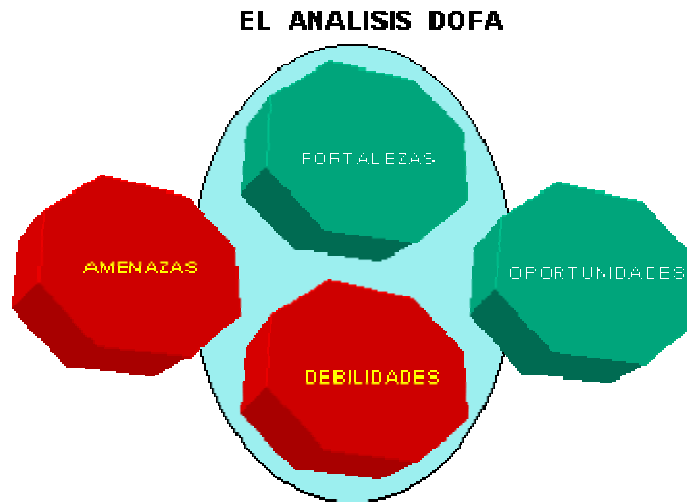 EL ANALISIS DOFA
FORTALEZAS
AMENAZAS
OPORTUNIDADES
DEBILIDADES